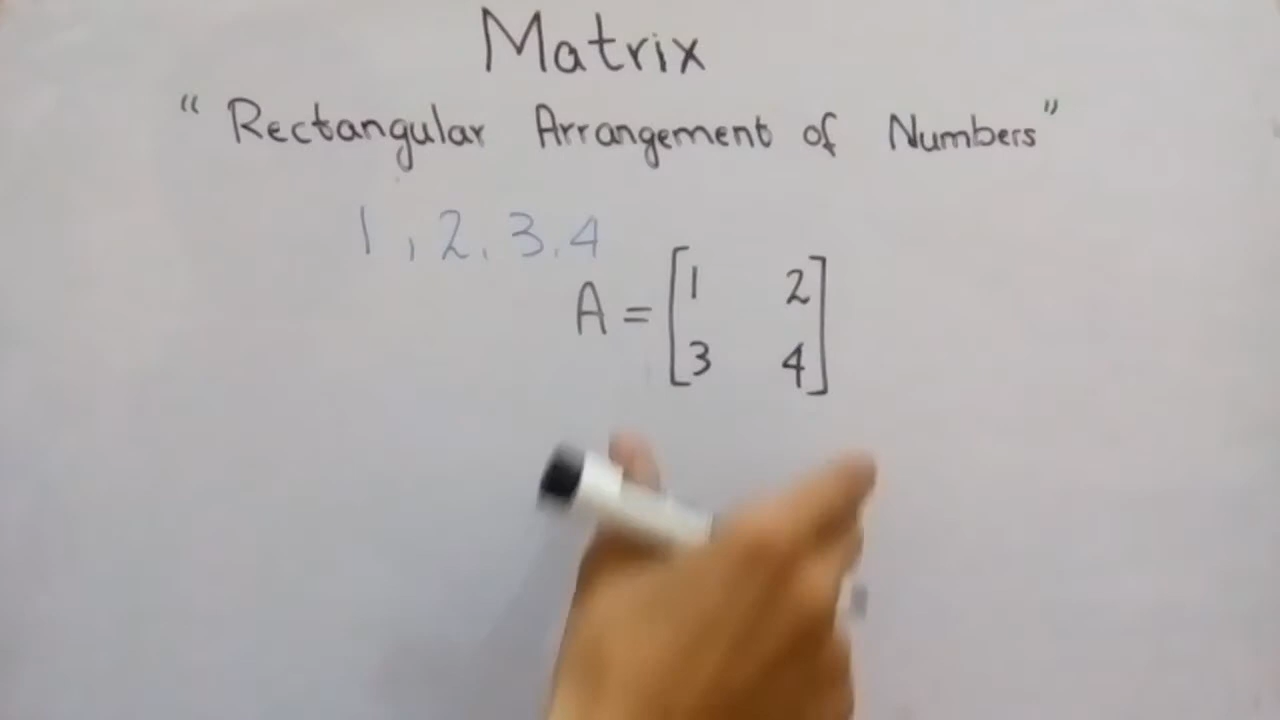 Matrix
“Rectangular Arrangement of Numbers”
1, 2, 3, 4
A = [1 2
3 4]